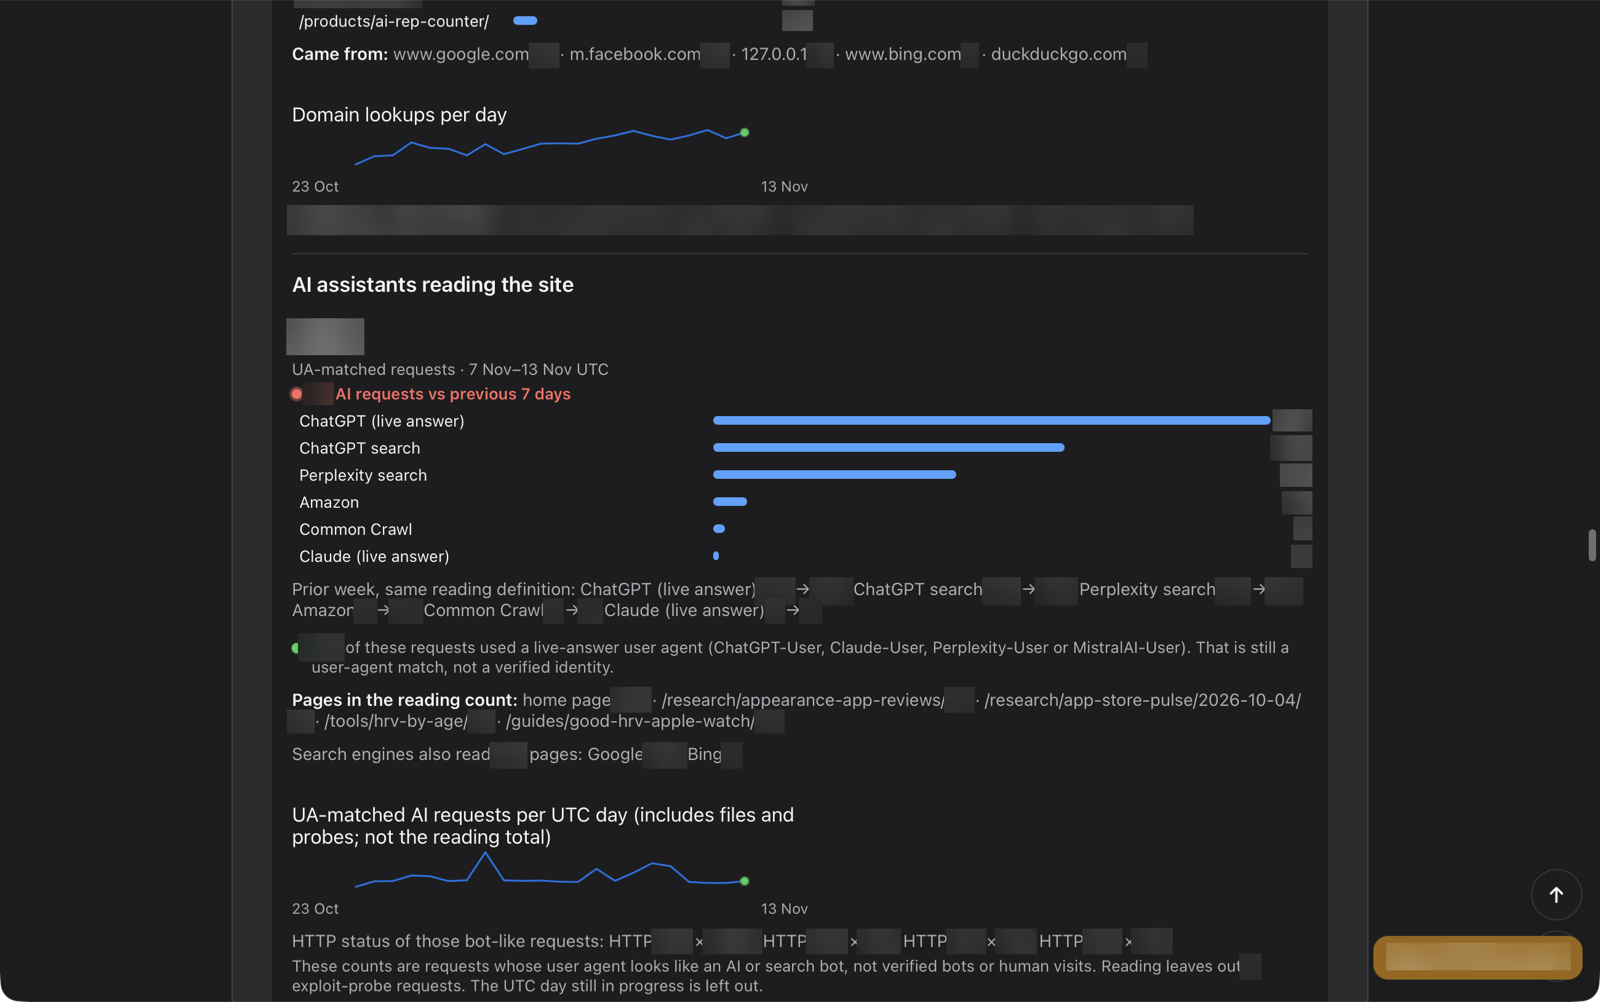 /products/ai-rep-counter/
Came from: www.google.com · m.facebook.com · 127.0.0.1 · www.bing.com · duckduckgo.com
Domain lookups per day
23 Oct 13 Nov
AI assistants reading the site
UA-matched requests · 7 Nov–13 Nov UTC
AI requests vs previous 7 days
ChatGPT (live answer)
ChatGPT search
Perplexity search
Amazon
Common Crawl
Claude (live answer)
Prior week, same reading definition: ChatGPT (live answer) → ChatGPT search → Perplexity search →
Amazon → Common Crawl → Claude (live answer) →
of these requests used a live-answer user agent (ChatGPT-User, Claude-User, Perplexity-User or MistralAI-User). That is still a
user-agent match, not a verified identity.
Pages in the reading count: home page · /research/appearance-app-reviews/ · /research/app-store-pulse/2026-10-04/
· /tools/hrv-by-age/ · /guides/good-hrv-apple-watch/
Search engines also read pages: Google Bing
UA-matched AI requests per UTC day (includes files and
probes; not the reading total)
23 Oct 13 Nov
HTTP status of those bot-like requests: HTTP × HTTP × HTTP × HTTP ×
These counts are requests whose user agent looks like an AI or search bot, not verified bots or human visits. Reading leaves out
exploit-probe requests. The UTC day still in progress is left out.